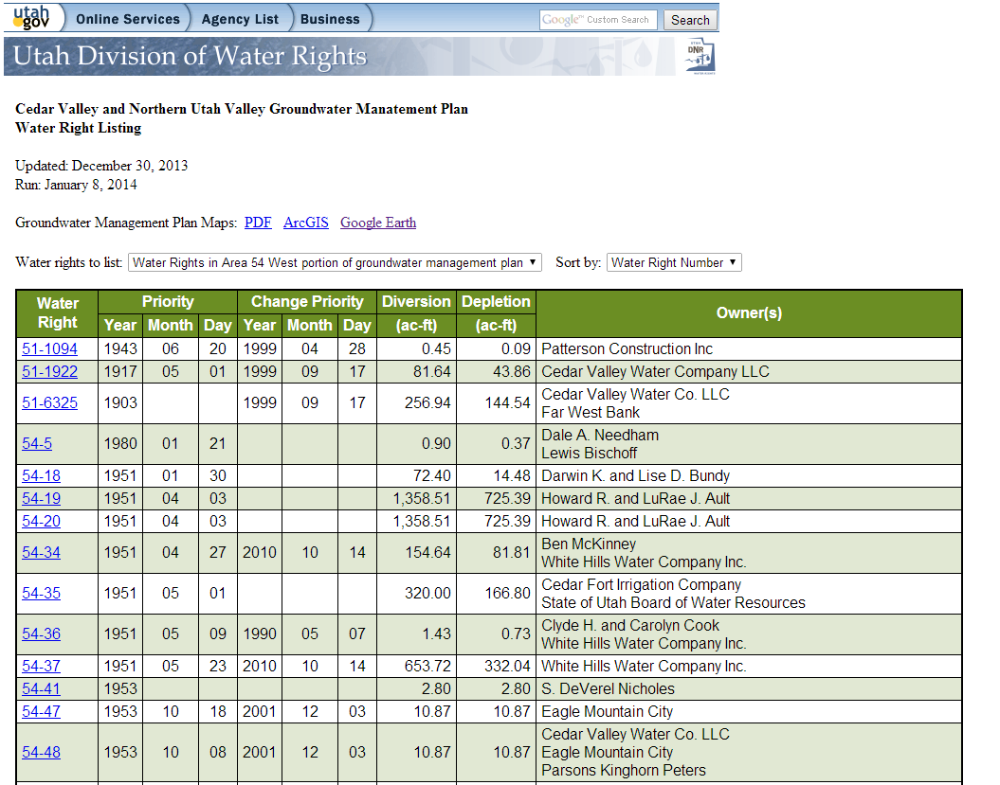 utah gov Online Services Agency List Business Google™ Custom Search Search
Utah Division of Water Rights
UTAH
DNR
Cedar Valley and Northern Utah Valley Groundwater Manatement Plan
Water Right Listing
Updated: December 30, 2013
Run: January 8, 2014
Groundwater Management Plan Maps: PDF ArcGIS Google Earth
Water rights to list: Water Rights in Area 54 West portion of groundwater management plan ▼ Sort by: Water Right Number ▼
Water Right Priority Change Priority Diversion Depletion Owner(s)
Year Month Day Year Month Day (ac-ft) (ac-ft)
51-1094 1943 06 20 1999 04 28 0.45 0.09 Patterson Construction Inc
51-1922 1917 05 01 1999 09 17 81.64 43.86 Cedar Valley Water Company LLC
51-6325 1903 1999 09 17 256.94 144.54 Cedar Valley Water Co. LLC
Far West Bank
54-5 1980 01 21 0.90 0.37 Dale A. Needham
Lewis Bischoff
54-18 1951 01 30 72.40 14.48 Darwin K. and Lise D. Bundy
54-19 1951 04 03 1,358.51 725.39 Howard R. and LuRae J. Ault
54-20 1951 04 03 1,358.51 725.39 Howard R. and LuRae J. Ault
54-34 1951 04 27 2010 10 14 154.64 81.81 Ben McKinney
White Hills Water Company Inc.
54-35 1951 05 01 320.00 166.80 Cedar Fort Irrigation Company
State of Utah Board of Water Resources
54-36 1951 05 09 1990 05 07 1.43 0.73 Clyde H. and Carolyn Cook
White Hills Water Company Inc.
54-37 1951 05 23 2010 10 14 653.72 332.04 White Hills Water Company Inc.
54-41 1953 2.80 2.80 S. DeVerel Nicholes
54-47 1953 10 18 2001 12 03 10.87 10.87 Eagle Mountain City
54-48 1953 10 08 2001 12 03 10.87 10.87 Cedar Valley Water Co. LLC
Eagle Mountain City
Parsons Kinghorn Peters